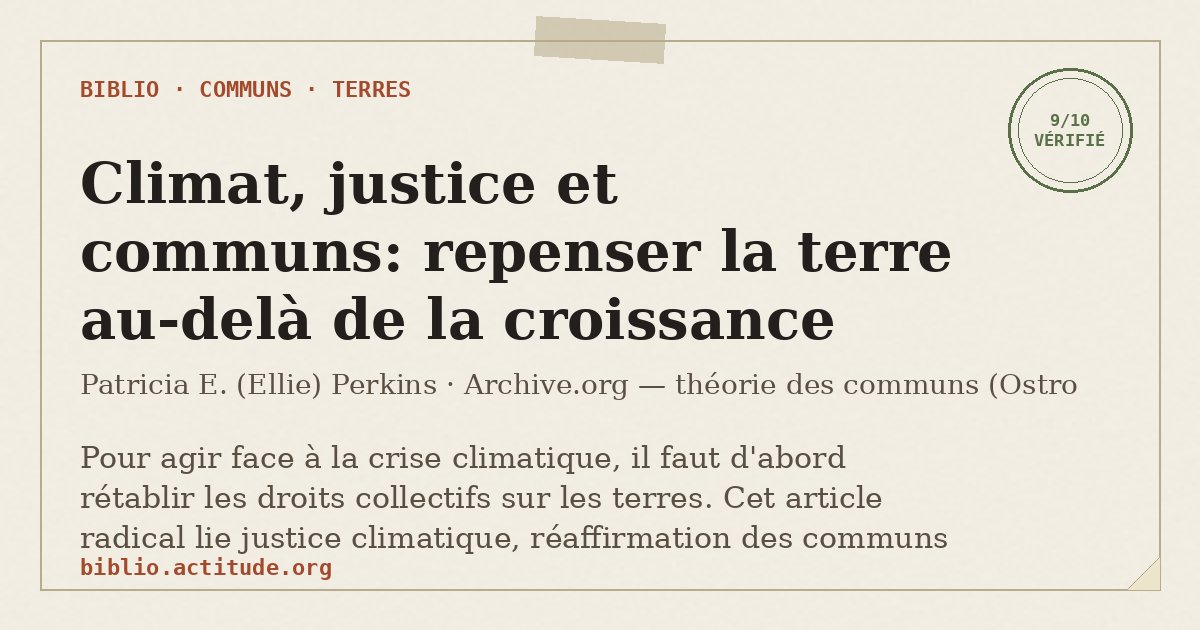 BIBLIO · COMMUNS · TERRES
9/10
VÉRIFIÉ
Climat, justice et
communs: repenser la terre
au-delà de la croissance
Patricia E. (Ellie) Perkins · Archive.org — théorie des communs (Ostro
Pour agir face à la crise climatique, il faut d'abord
rétablir les droits collectifs sur les terres. Cet article
radical lie justice climatique, réaffirmation des communs
biblio.actitude.org